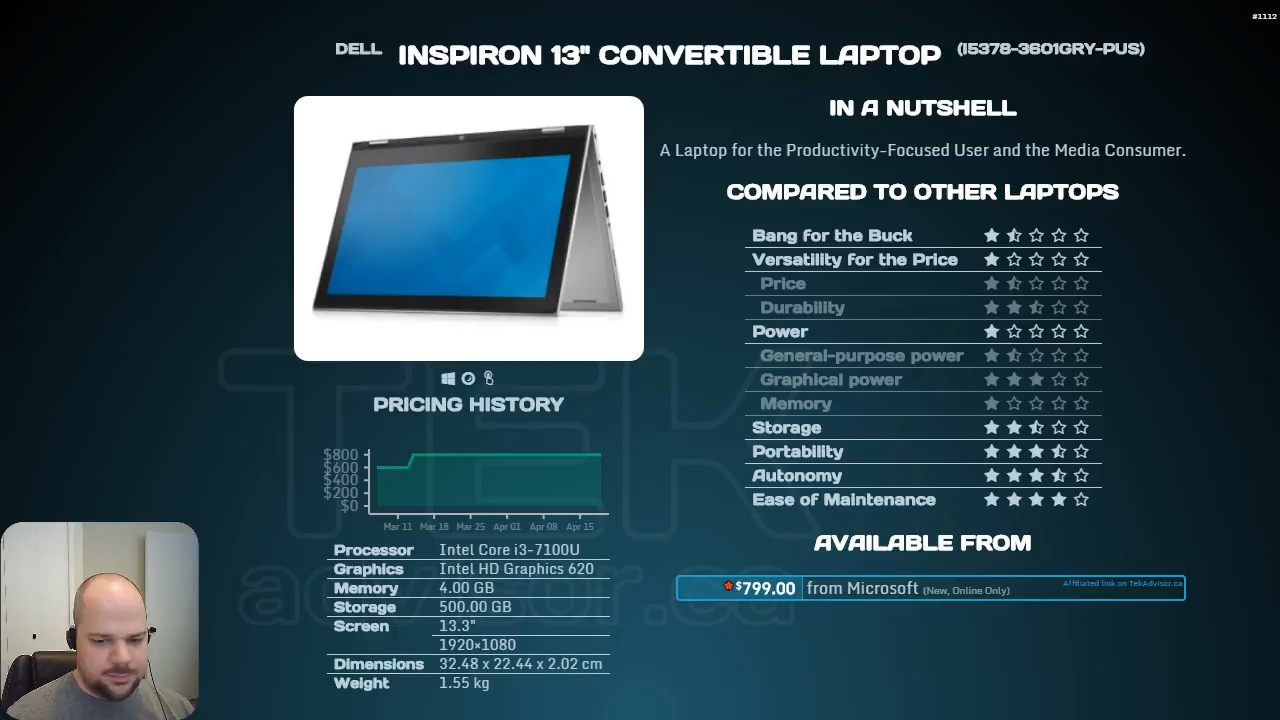 #1112
DELL INSPIRON 13" CONVERTIBLE LAPTOP (I5378-3601GRY-PUS)
IN A NUTSHELL
A Laptop for the Productivity-Focused User and the Media Consumer.
COMPARED TO OTHER LAPTOPS
Bang for the Buck
Versatility for the Price
Price
Durability
Power
General-purpose power
Graphical power
Memory
Storage
Portability
Autonomy
Ease of Maintenance
AVAILABLE FROM
$799.00 from Microsoft (New, Online Only)
Affiliated link on TekAdvisor.ca
PRICING HISTORY
$800
$600
$400
$200
$0
Mar 11 Mar 18 Mar 25 Apr 01 Apr 08 Apr 15
Processor Intel Core i3-7100U
Graphics Intel HD Graphics 620
Memory 4.00 GB
Storage 500.00 GB
Screen 13.3"
1920×1080
Dimensions 32.48 x 22.44 x 2.02 cm
Weight 1.55 kg
TEK
advisor.ca